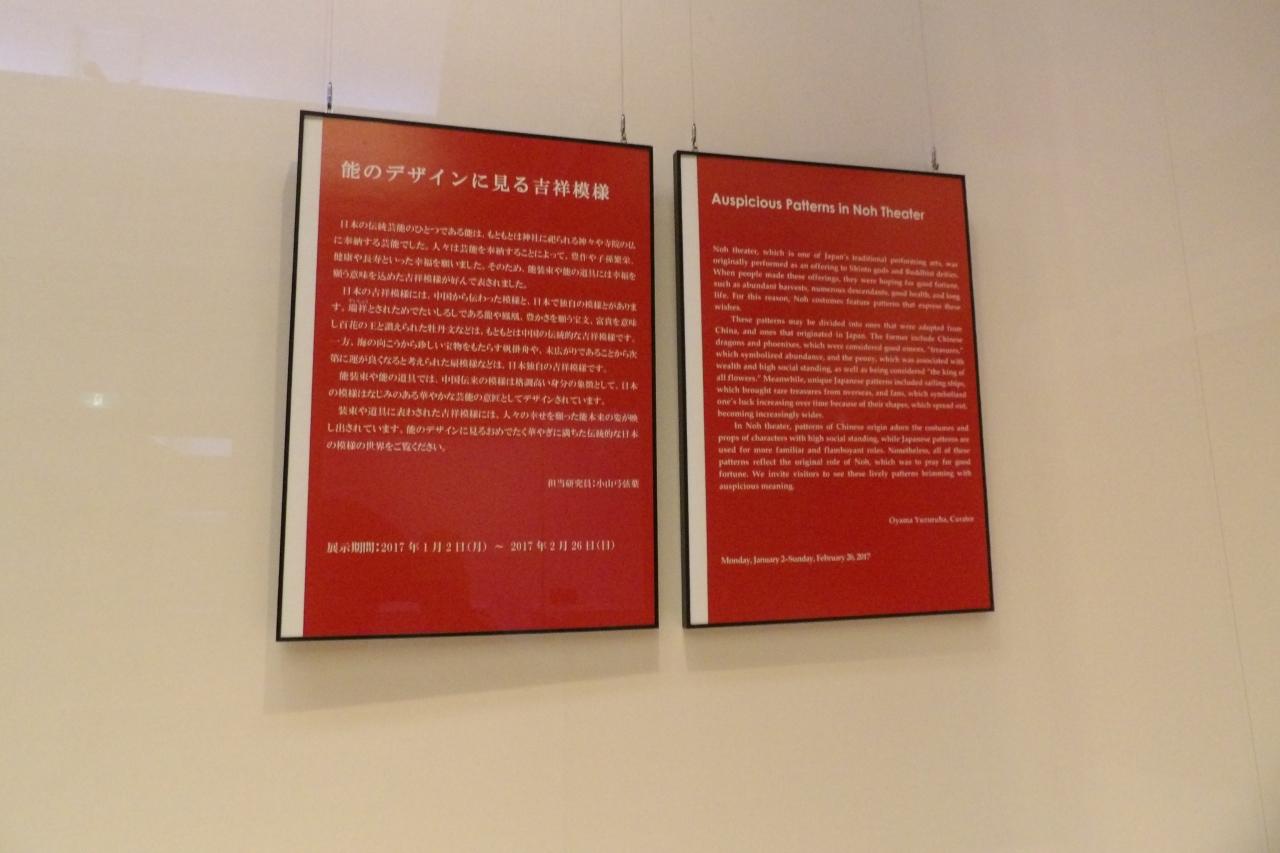 能のデザインに見る吉祥模様
日本の伝統芸能のひとつである能は、もともとは神社に祀られる神々や寺院の仏
に奉納する芸能でした。人々は芸能を奉納することによって、豊作や子孫繁栄、
健康や長寿といった幸福を願いました。そのため、能装束や能の道具には幸福を
願う意味を込めた吉祥模様が好んで表されました。
日本の吉祥模様には、中国から伝わった模様と、日本で独自の模様とがありま
す。瑞祥とされためでたいしるしである龍や鳳凰、豊かさを願う宝文、富貴を意味
し百花の王と讃えられた牡丹文などは、もともとは中国の伝統的な吉祥模様です。
一方、海の向こうから珍しい宝物をもたらす帆掛舟や、末広がりであることから次
第に運が良くなると考えられた扇模様などは、日本独自の吉祥模様です。
能装束や能の道具では、中国伝来の模様は格調高い身分の象徴として、日本
の模様はなじみのある華やかな芸能の意匠としてデザインされています。
装束や道具に表わされた吉祥模様には、人々の幸せを願った能本来の姿が映
し出されています。能のデザインに見るおめでたく華やぎに満ちた伝統的な日本
の模様の世界をご覧ください。
担当研究員:小山弓弦葉
展示期間:2017年1月2日(月) ~ 2017年2月26日(日)
Auspicious Patterns in Noh Theater
Noh theater, which is one of Japan's traditional performing arts, was
originally performed as an offering to Shinto gods and Buddhist deities.
When people made these offerings, they were hoping for good fortune,
such as abundant harvests, numerous descendants, good health, and long
life. For this reason, Noh costumes feature patterns that express these
wishes.
These patterns may be divided into ones that were adapted from
China, and ones that originated in Japan. The former include Chinese
dragons and phoenixes, which were considered good omens, "treasures,"
which symbolized abundance, and the peony, which was associated with
wealth and high social standing, as well as being considered "the king of
all flowers." Meanwhile, unique Japanese patterns included sailing ships,
which brought rare treasures from overseas, and fans, which symbolized
one's luck increasing over time because of their shapes, which spread out,
becoming increasingly wider.
In Noh theater, patterns of Chinese origin adorn the costumes and
props of characters with high social standing, while Japanese patterns are
used for more familiar and flamboyant roles. Nonetheless, all of these
patterns reflect the original role of Noh, which was to pray for good
fortune. We invite visitors to see these lively patterns brimming with
auspicious meaning.
Oyama Yuzuruha, Curator
Monday, January 2–Sunday, February 26, 2017